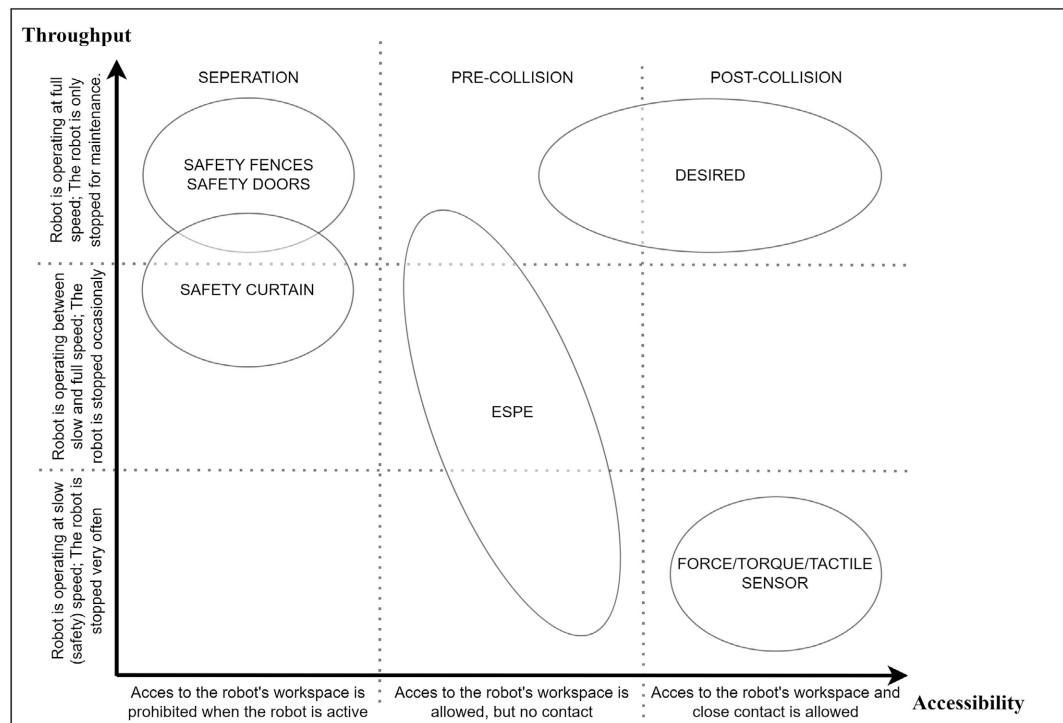 Throughput
Robot is operating at full
speed; The robot is only
stopped for maintenance.
Robot is operating between
slow and full speed; The
robot is stopped occasionaly
Robot is operating at slow
(safety) speed; The robot is
stopped very often
SEPERATION
PRE-COLLISION
POST-COLLISION
SAFETY FENCES
SAFETY DOORS
DESIRED
SAFETY CURTAIN
ESPE
FORCE/TORQUE/TACTILE
SENSOR
Acces to the robot's workspace is
prohibited when the robot is active
Acces to the robot's workspace is
allowed, but no contact
Acces to the robot's workspace and
close contact is allowed
Accessibility